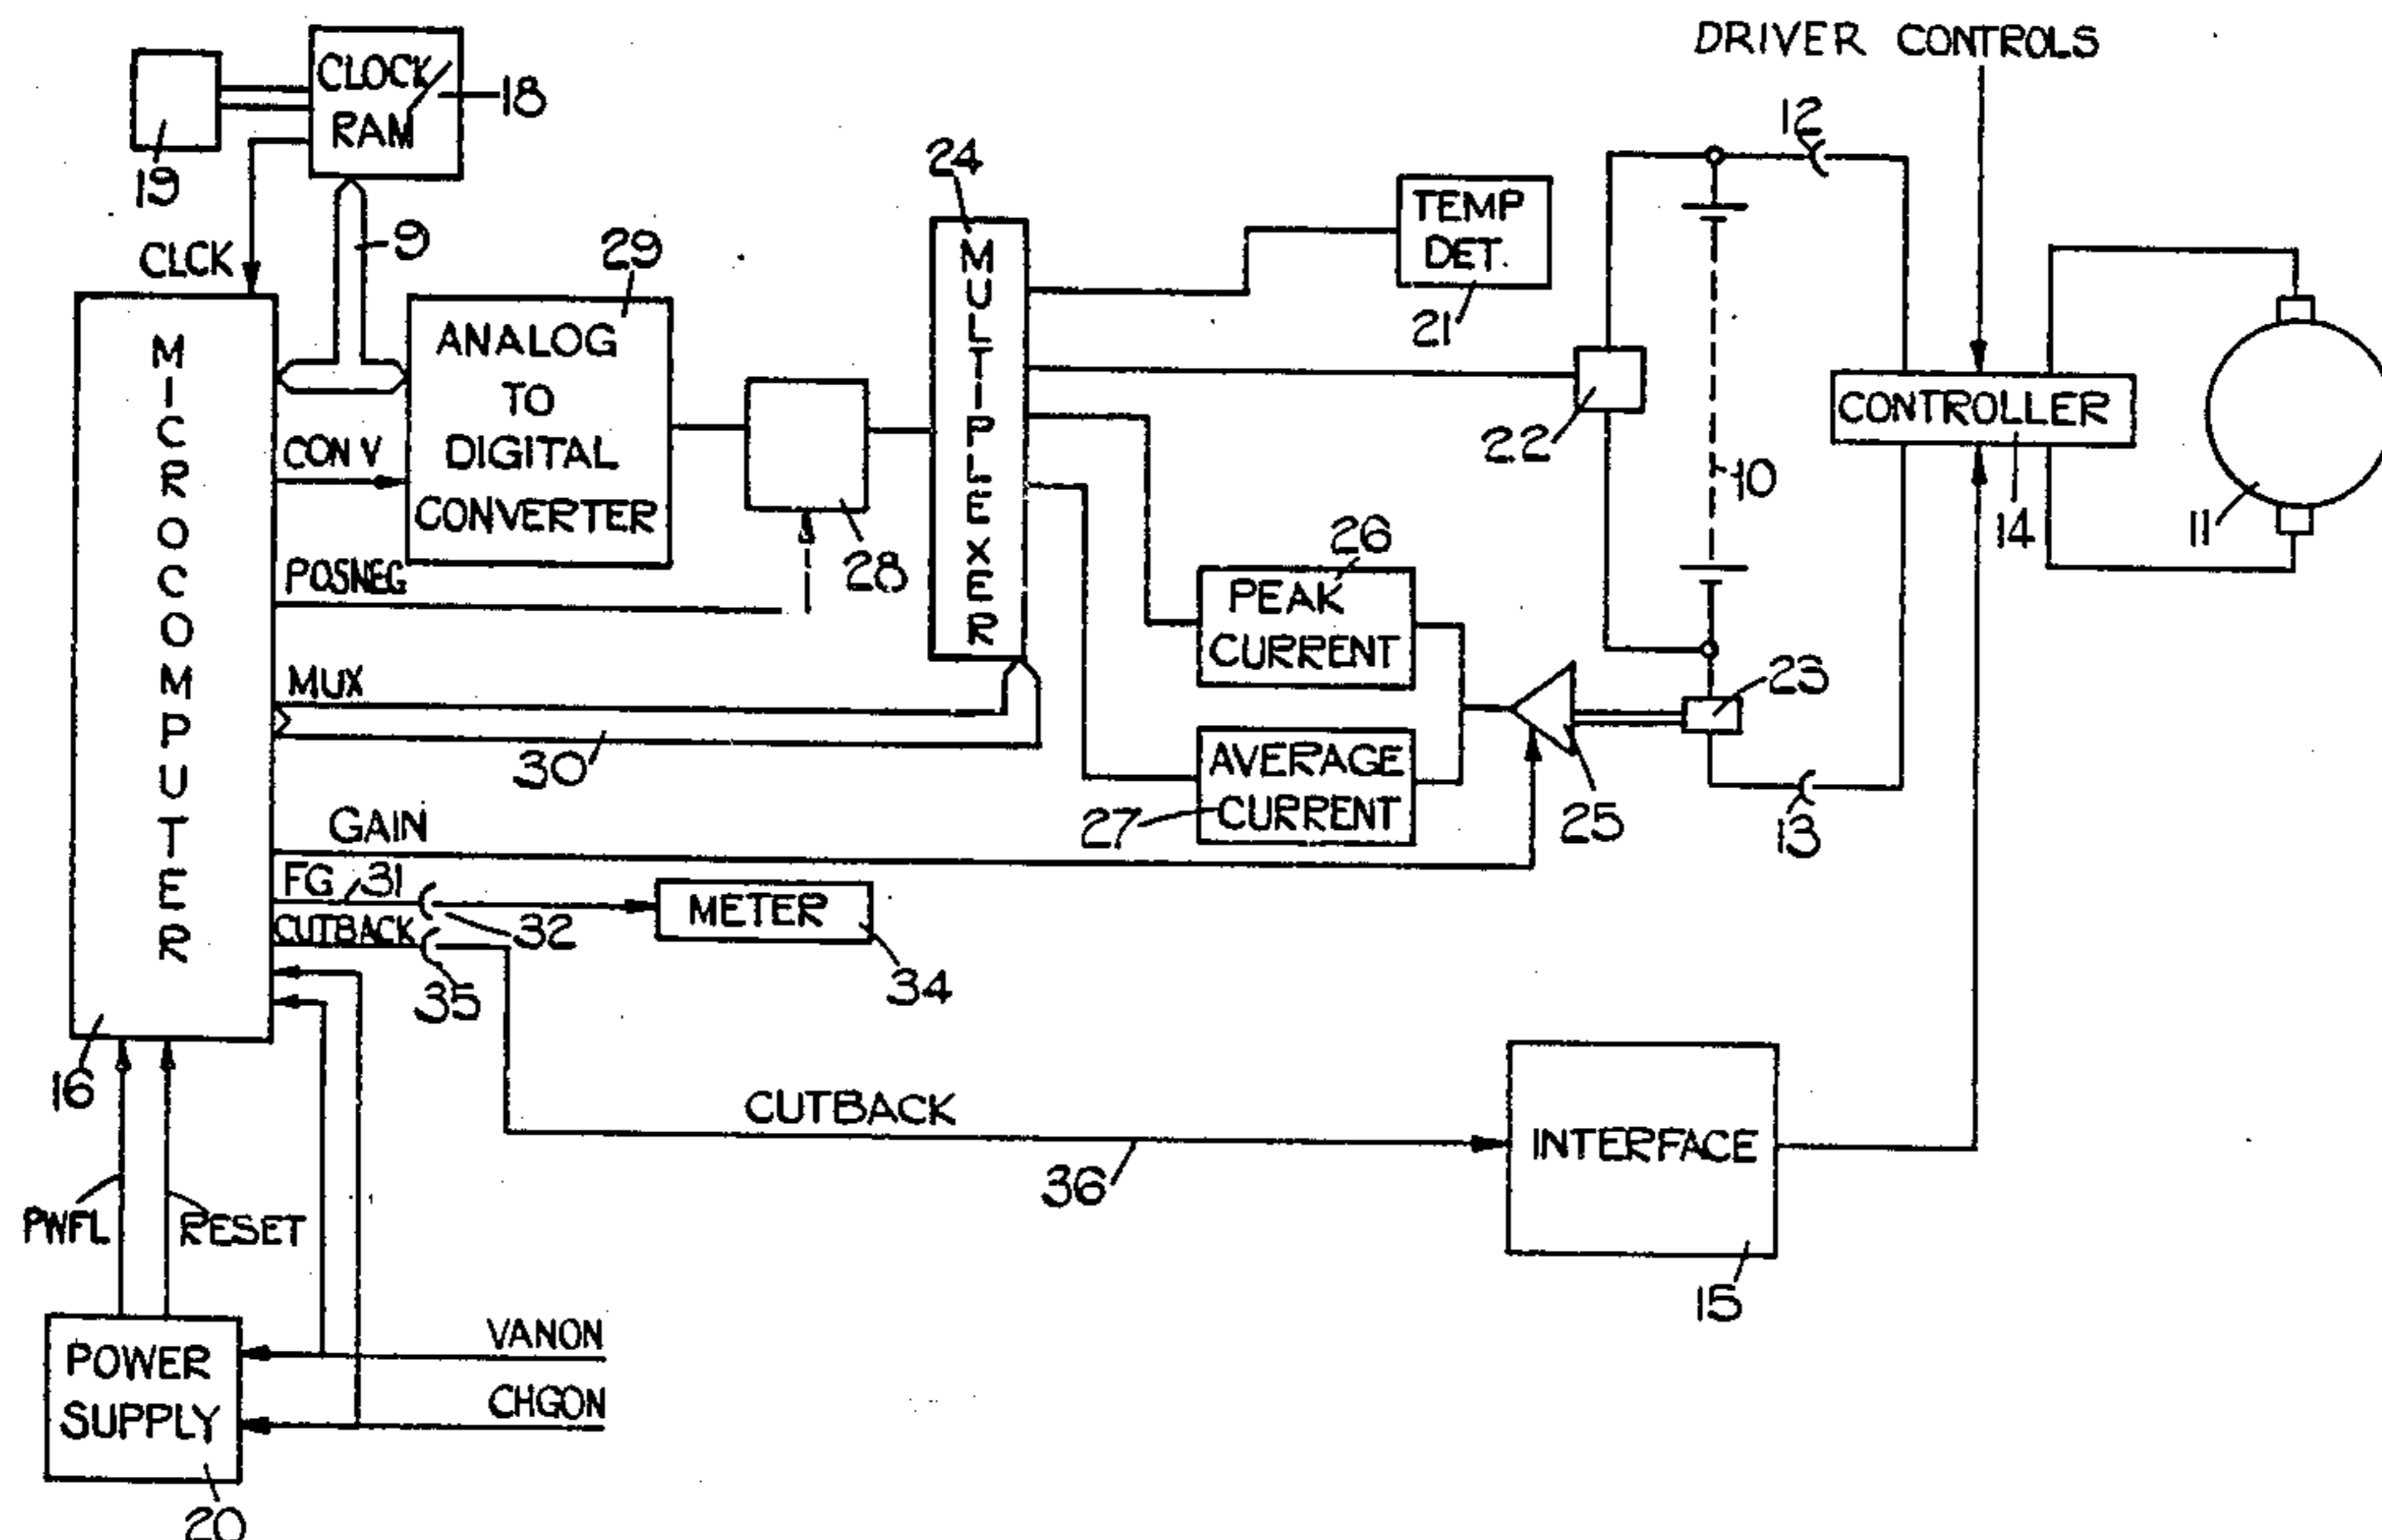 DRIVER CONTROLS
CLOCK
RAM
18
19
12
24
TEMP
DET.
21
9
CLCK
29
MICROCOMPUTER
ANALOG
TO
DIGITAL
CONVERTER
MULTIPLEXER
22
10
CONTROLLER
14
11
CONV
28
POSNEG
26
PEAK
CURRENT
MUX
30
23
AVERAGE
CURRENT
27
25
13
GAIN
FG
31
32
METER
34
CUTBACK
35
16
CUTBACK
36
INTERFACE
15
PWFL
RESET
VANON
CHGON
POWER
SUPPLY
20